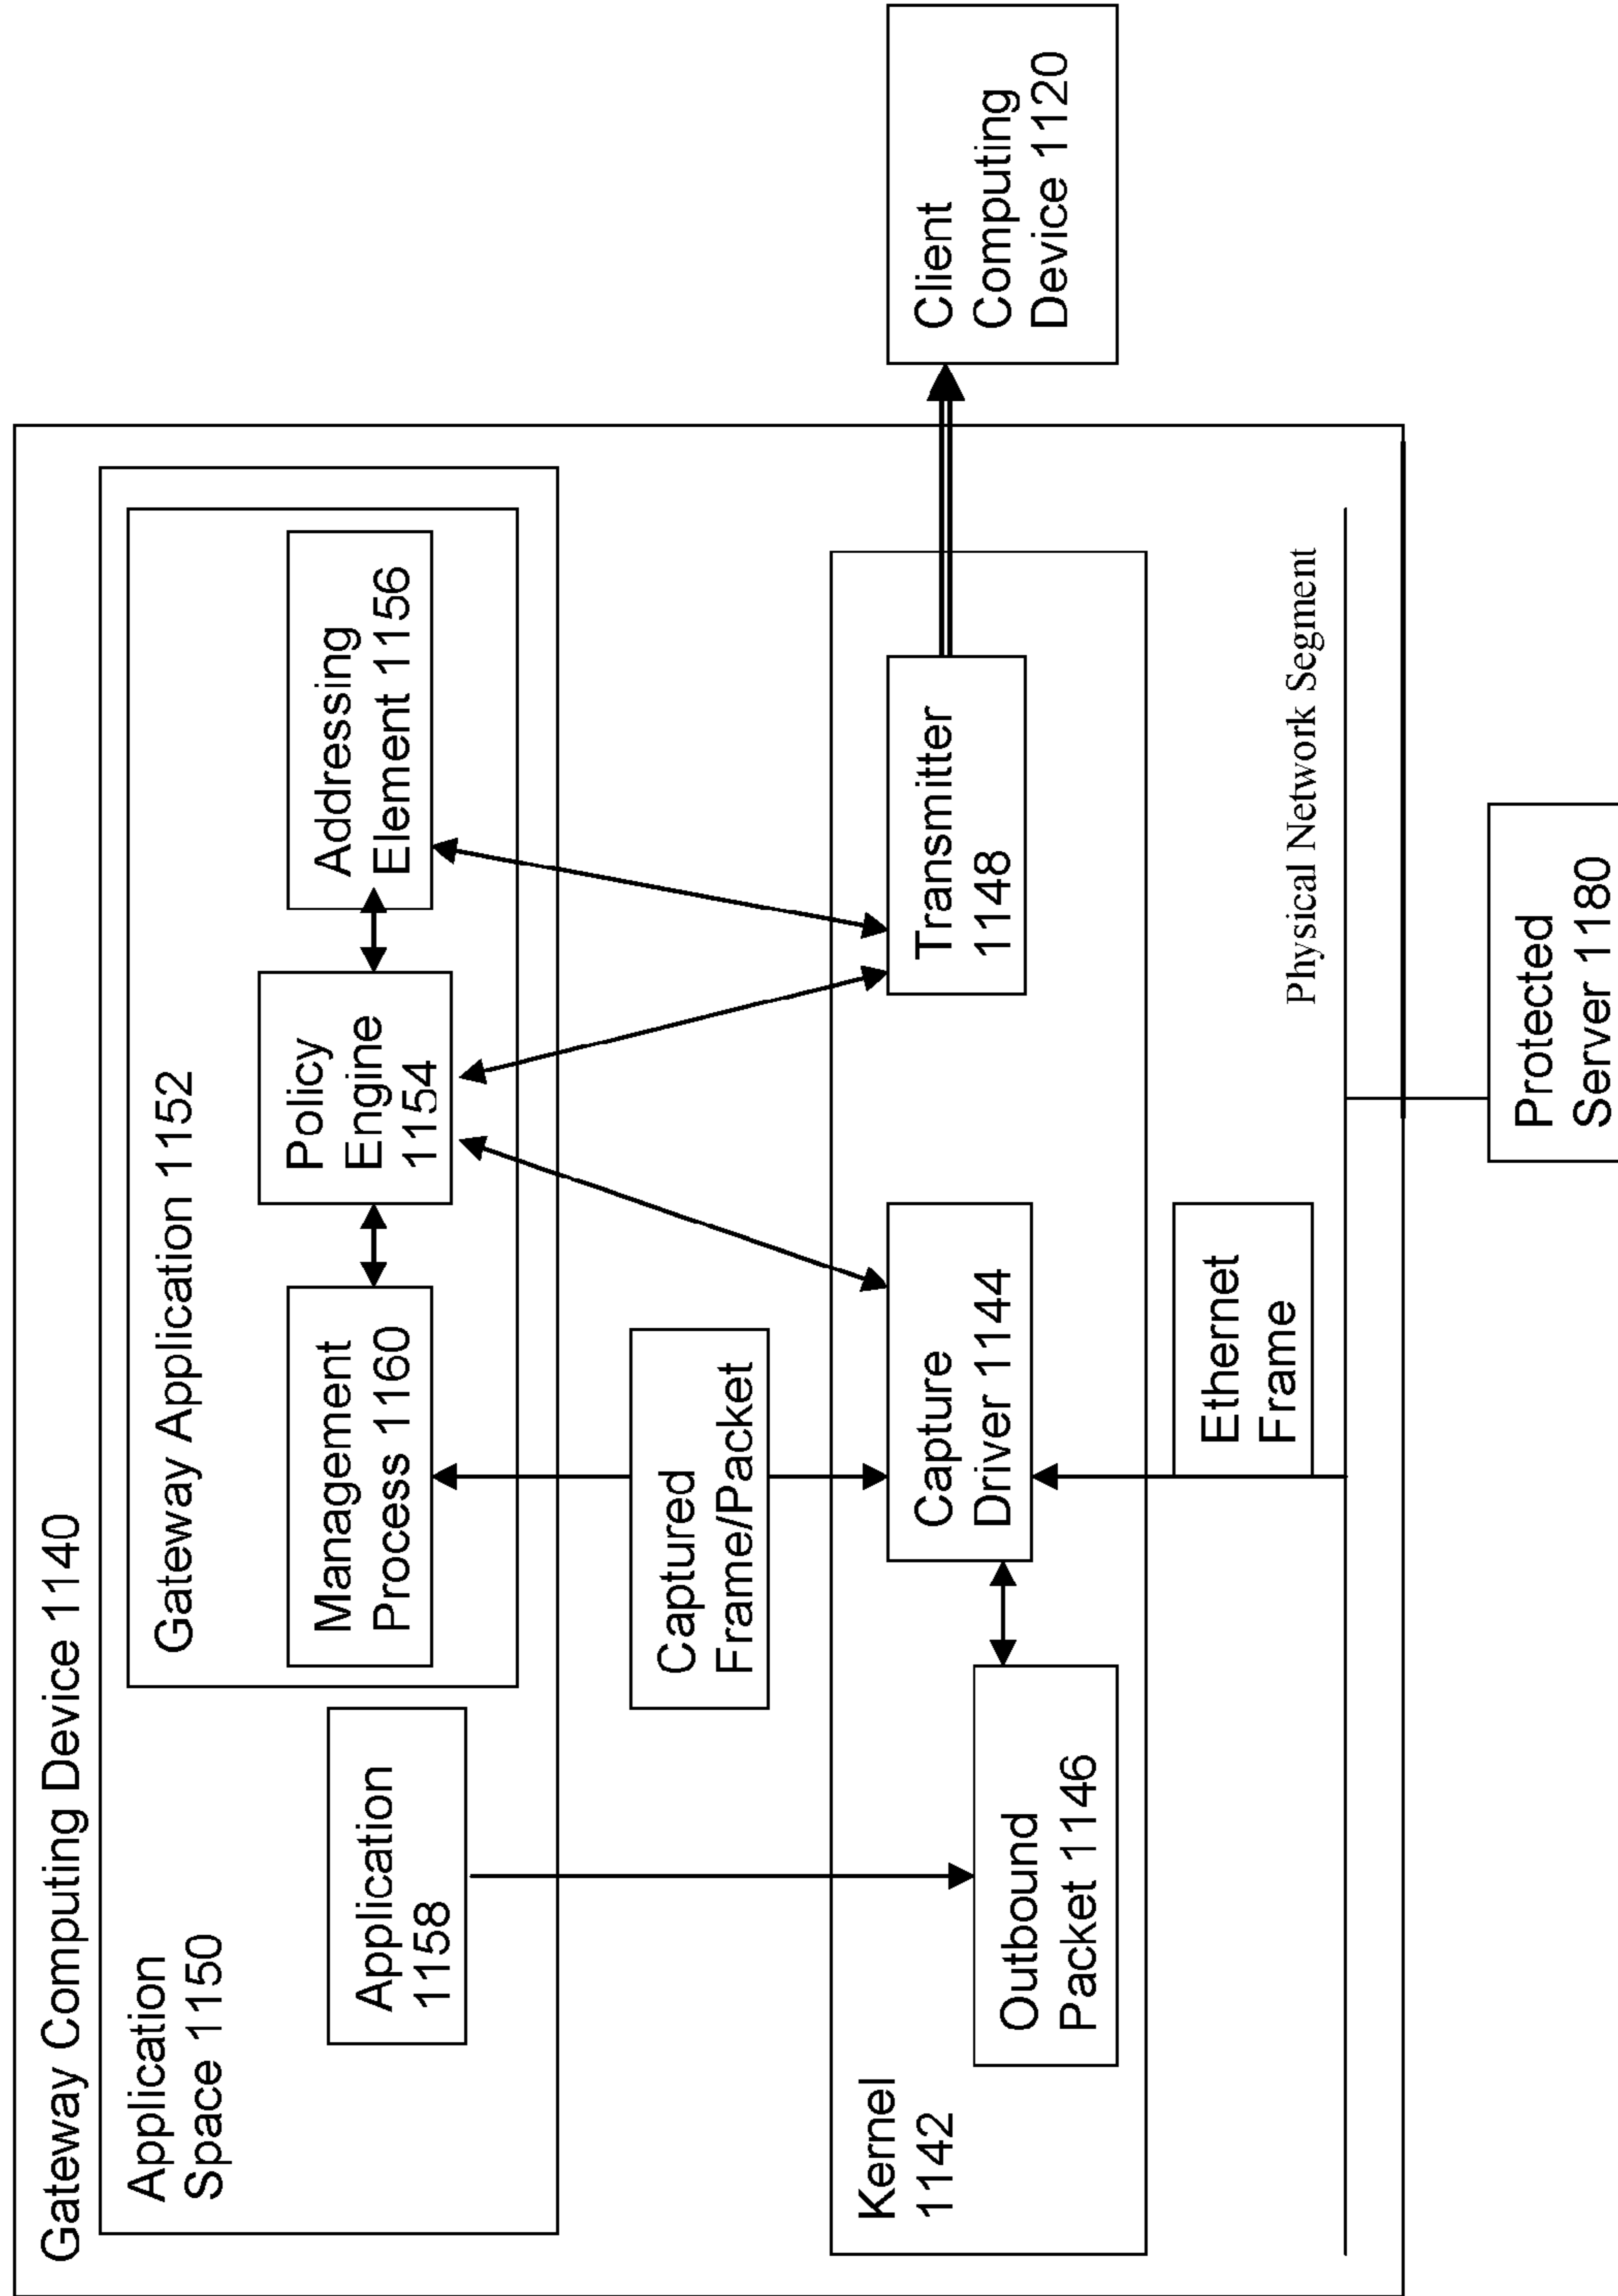 Gateway Computing Device 1140
Application
Space 1150
Gateway Application 1152
Application
1158
Management
Process 1160
Policy
Engine
1154
Addressing
Element 1156
Captured
Frame/Packet
Kernel
1142
Outbound
Packet 1146
Capture
Driver 1144
Transmitter
1148
Client
Computing
Device 1120
Ethernet
Frame
Physical Network Segment
Protected
Server 1180